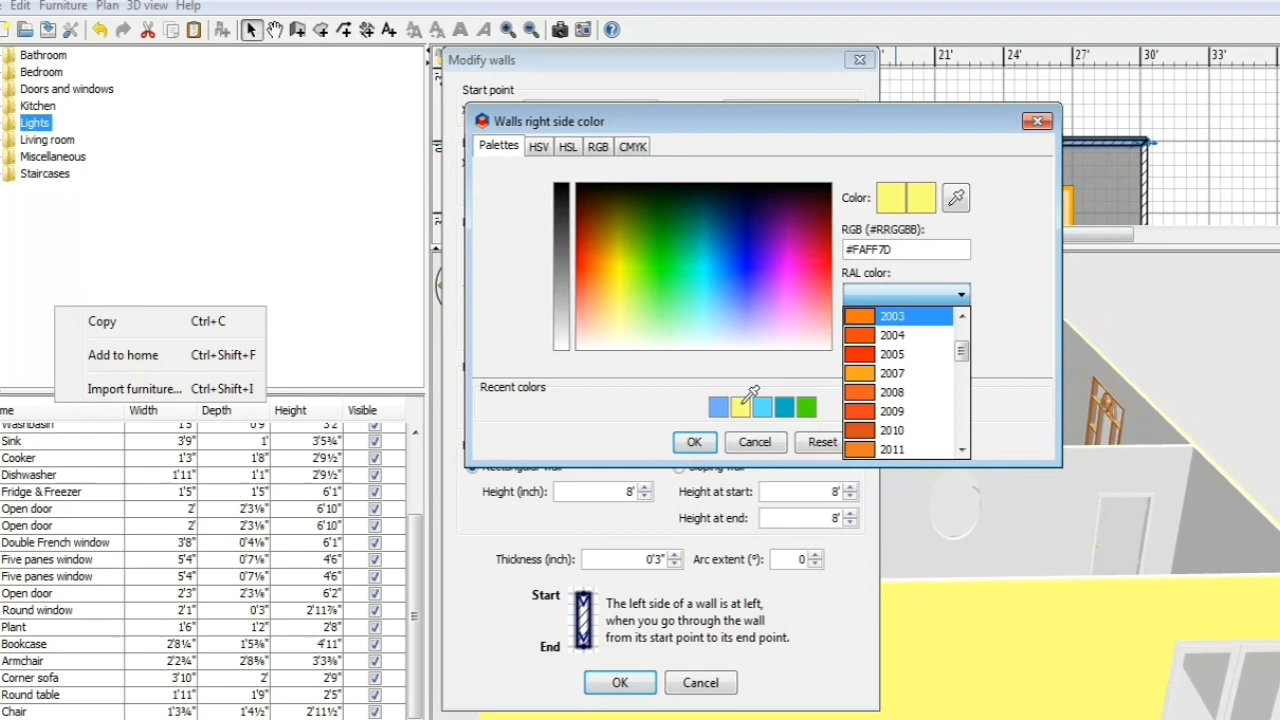 Edit Furniture Plan 3D view Help
Bathroom
Bedroom
Doors and windows
Kitchen
Lights
Living room
Miscellaneous
Staircases
Copy Ctrl+C
Add to home Ctrl+Shift+F
Import furniture... Ctrl+Shift+I
me Width Depth Height Visible
Washbasin 1'5 0'9 3'2
Sink 3'9" 1' 3'5¾"
Cooker 1'3" 1'8" 2'9½"
Dishwasher 1'11" 1'1" 2'9½"
Fridge & Freezer 1'5" 1'5" 6'1"
Open door 2' 2'3⅛" 6'10"
Open door 2' 2'3⅛" 6'10"
Double French window 3'8" 0'4⅛" 6'1"
Five panes window 5'4" 0'7⅛" 4'6"
Five panes window 5'4" 0'7⅛" 4'6"
Open door 2'3" 2'3⅛" 6'2"
Round window 2'1" 0'3" 2'11⅞"
Plant 1'6" 1'2" 2'8"
Bookcase 2'8¼" 1'5⅜" 4'11"
Armchair 2'2¾" 2'8⅝" 3'3⅜"
Corner sofa 3'10" 2' 2'9"
Round table 1'11" 1'9" 2'5"
Chair 1'3¾" 1'4½" 2'11½"
21' 24' 27' 30' 33'
Modify walls
Start point
Walls right side color
Palettes HSV HSL RGB CMYK
Color:
RGB (#RRGGBB):
#FAFF7D
RAL color:
2003
2004
2005
2007
2008
2009
2010
2011
Recent colors
OK Cancel Reset
Rectangular wall Sloping wall
Height (inch): 8' Height at start: 8'
Height at end: 8'
Thickness (inch): 0'3" Arc extent (°): 0
Start
End
The left side of a wall is at left,
when you go through the wall
from its start point to its end point.
OK Cancel